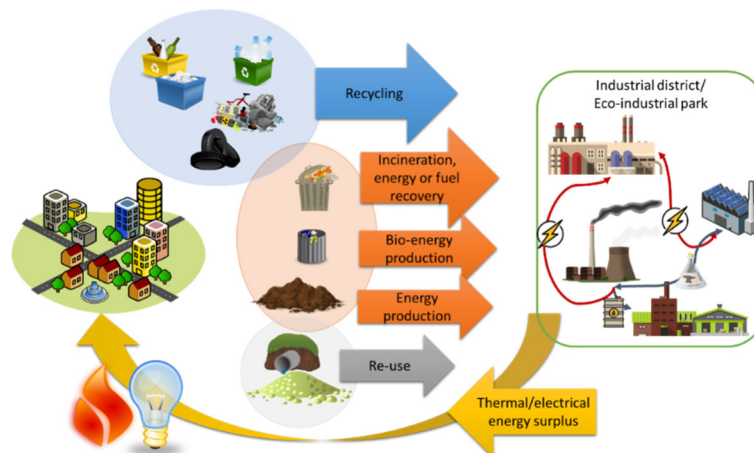 Recycling
Industrial district/
Eco-industrial park
Incineration,
energy or fuel
recovery
Bio-energy
production
Energy
production
Re-use
Thermal/electrical
energy surplus